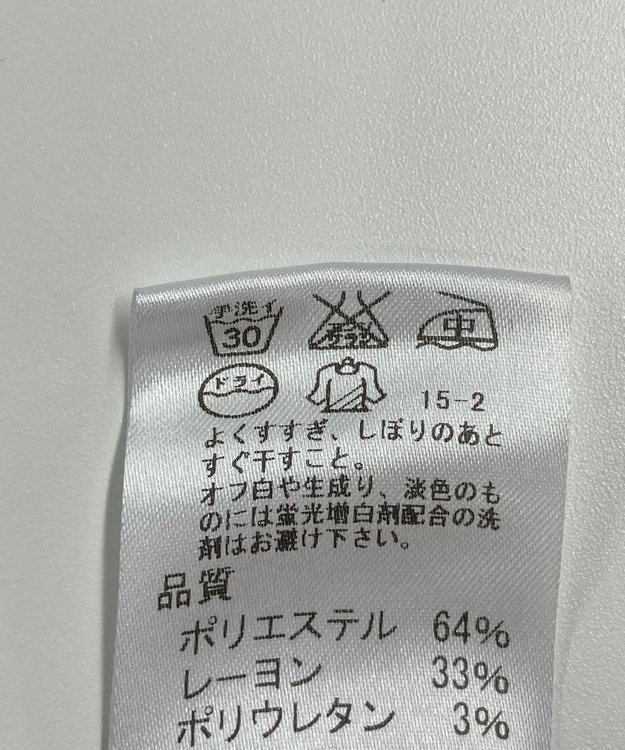 手洗イ
30
エンソサラシ
中
ドライ
15-2
よくすすぎ、しぼりのあと
すぐ干すこと。
オフ白や生成り、淡色のも
のには蛍光増白剤配合の洗
剤はお避け下さい。
品質
ポリエステル 64%
レーヨン 33%
ポリウレタン 3%